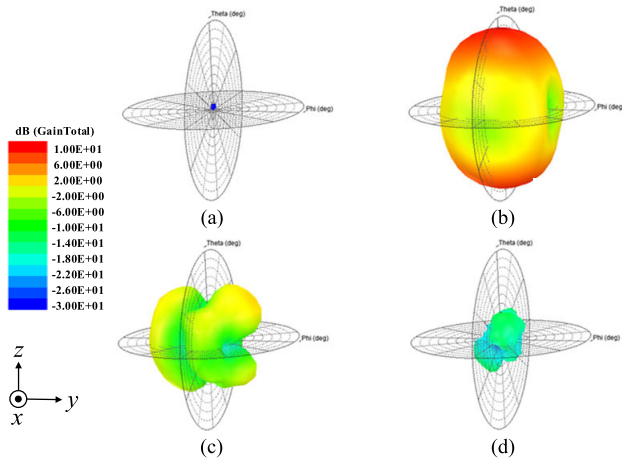 Theta (deg)
Phi (deg)
(a)
Theta (deg)
Phi (deg)
(b)
dB (GainTotal)
1.00E+01
6.00E+00
2.00E+00
-2.00E+00
-6.00E+00
-1.00E+01
-1.40E+01
-1.80E+01
-2.20E+01
-2.60E+01
-3.00E+01
Theta (deg)
Phi (deg)
(c)
Theta (deg)
Phi (deg)
(d)
z
y
x